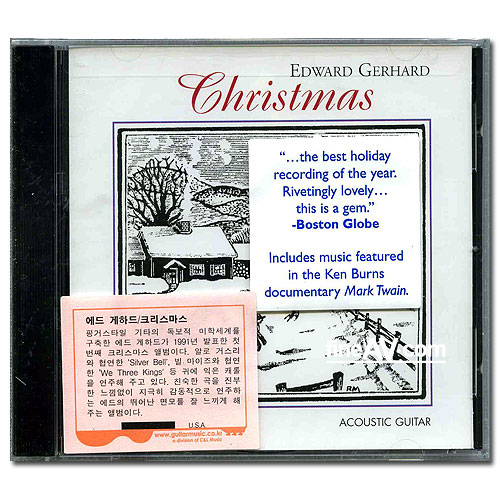 EDWARD GERHARD
Christmas
“...the best holiday
recording of the year.
Rivetingly lovely...
this is a gem.”
-Boston Globe
Includes music featured
in the Ken Burns
documentary Mark Twain.
에드 게하드/크리스마스
핑거스타일 기타의 독보적 미학세계를
구축한 에드 게하드가 1991년 발표한 첫
번째 크리스마스 앨범이다. 알로 거스리
와 협연한 'Silver Bell', 빌 마이즈와 협연
한 'We Three Kings' 등 귀에 익은 캐롤
을 연주해 주고 있다. 친숙한 곡을 진부
한 느낌없이 지극히 감동적으로 연주하
는 에드의 뛰어난 면모를 잘 느끼게 해
주는 앨범이다.
U.S.A.
www.guitarmusic.co.kr
a division of C&L Music
RM
ACOUSTIC GUITAR